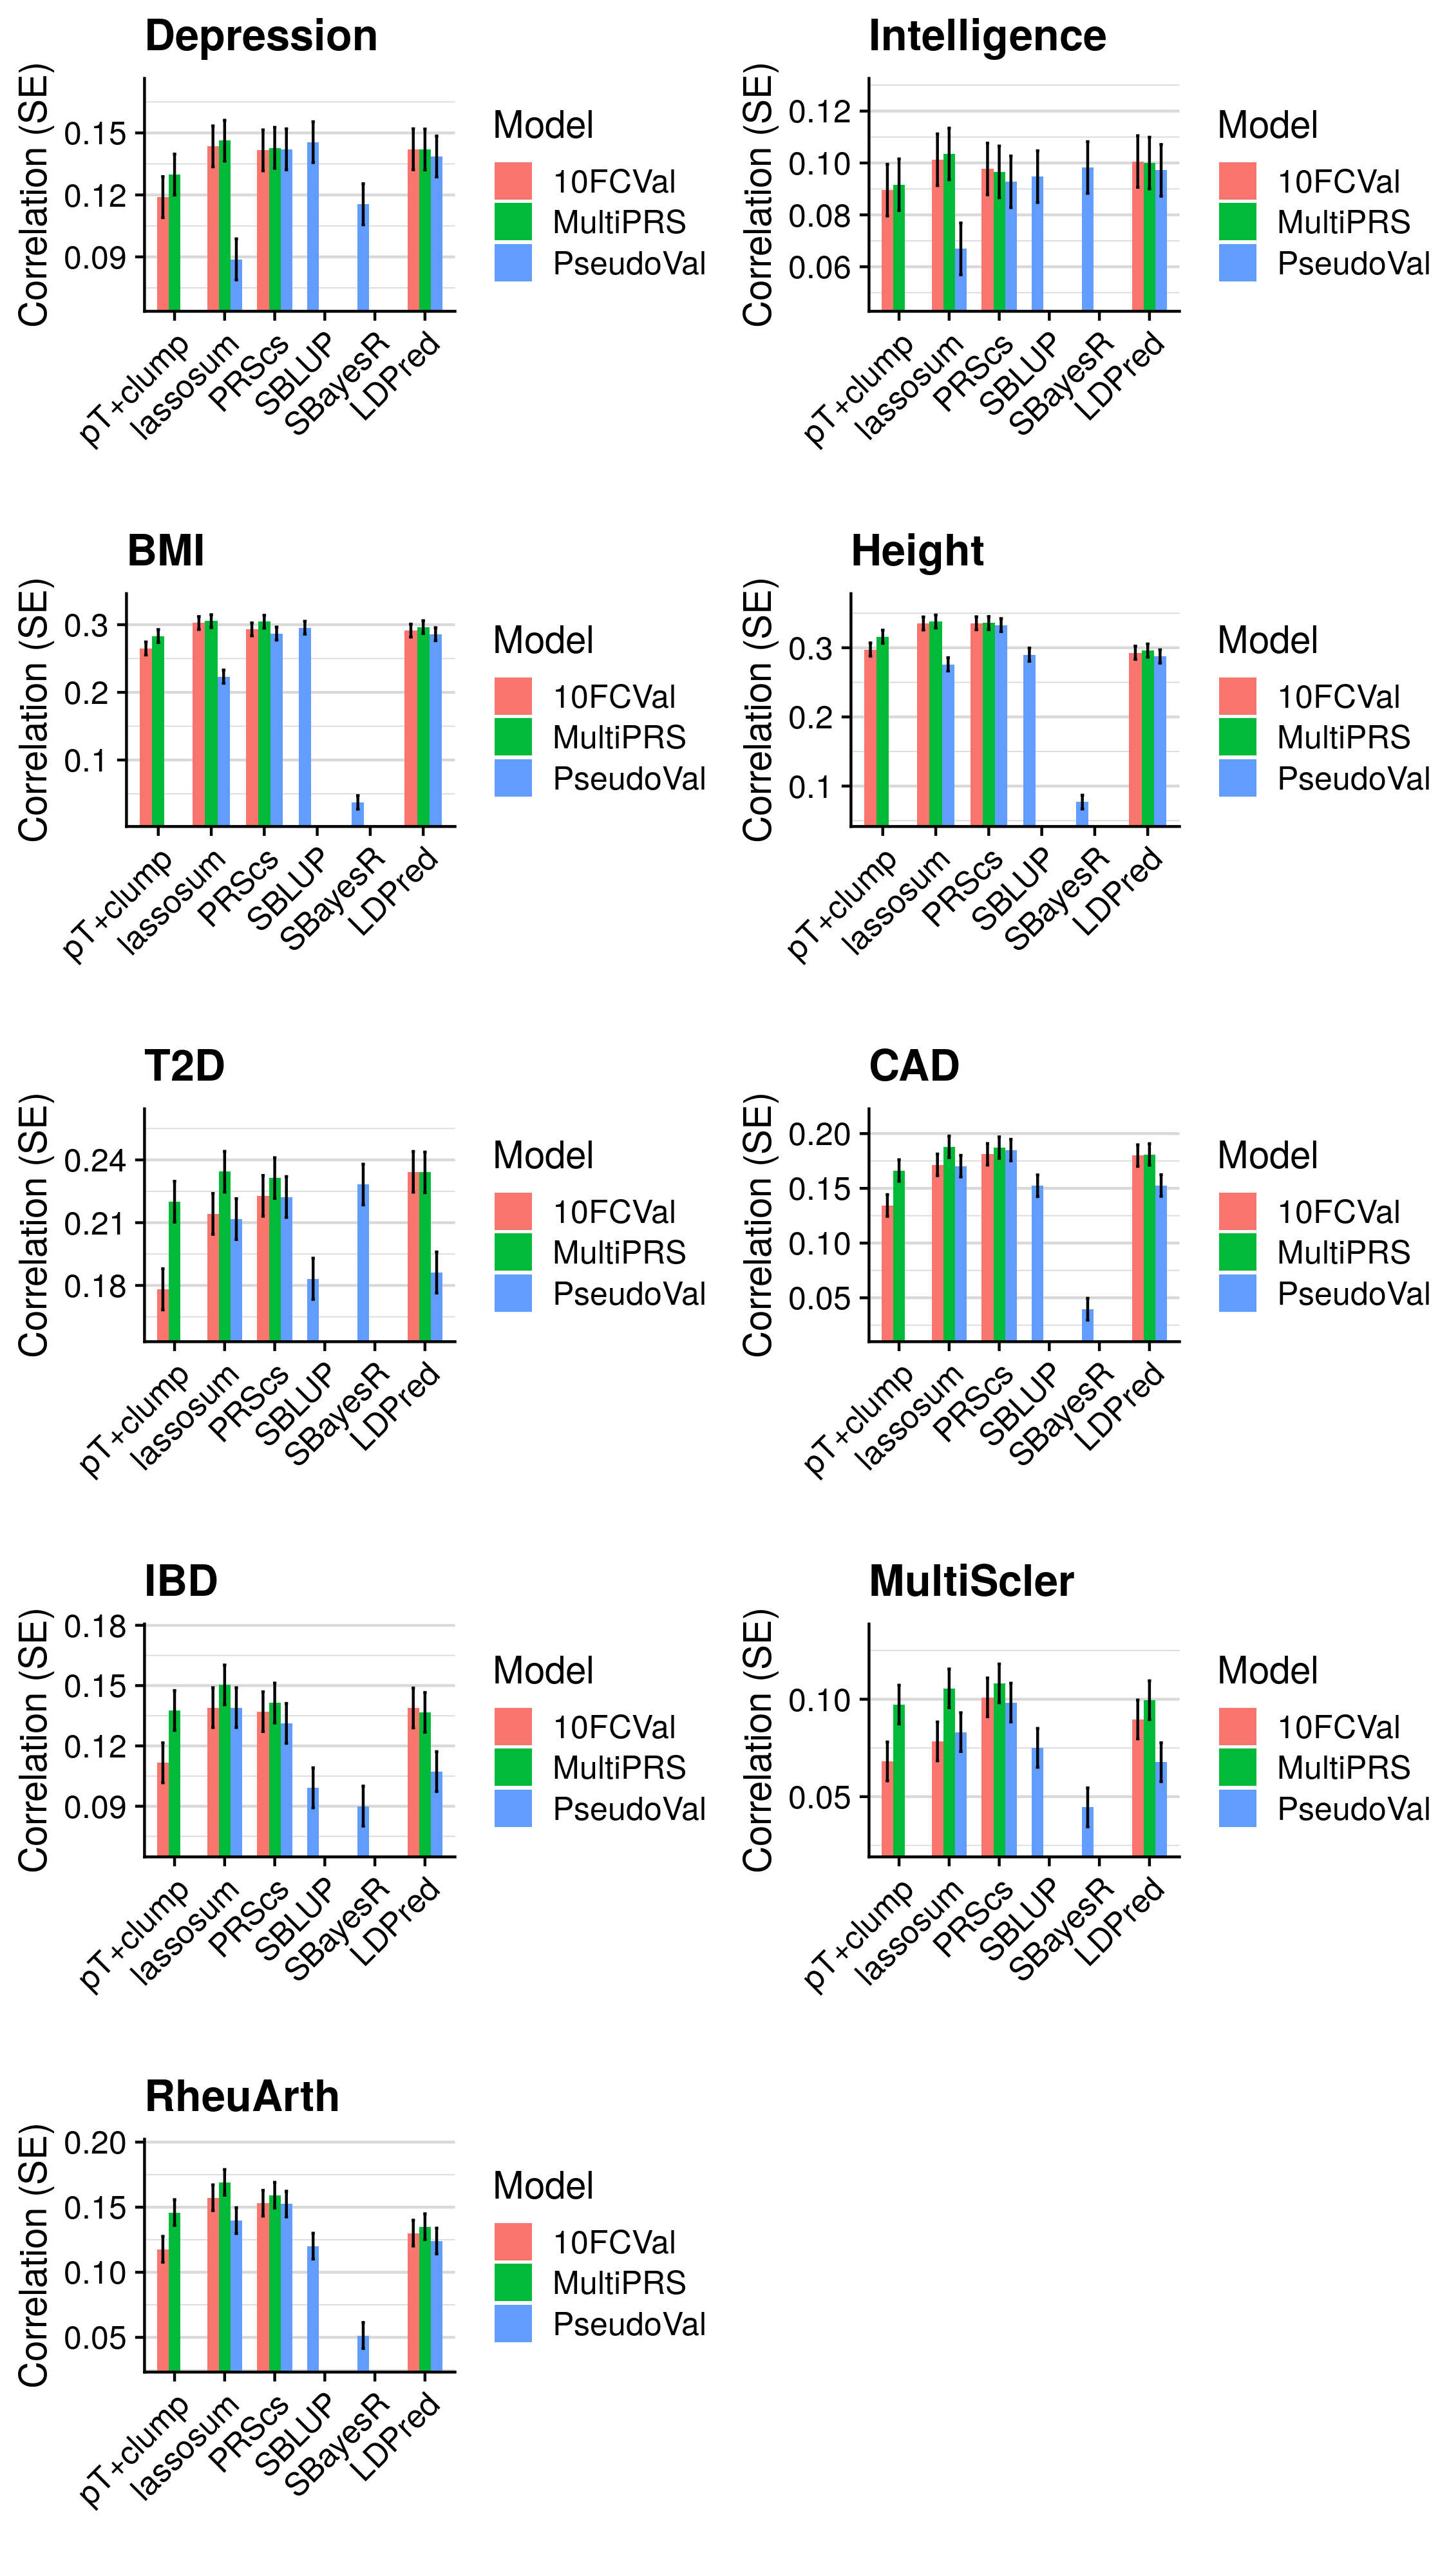 Depression
Correlation (SE)
0.15
0.12
0.09
pT+clump
lassosum
PRScs
SBLUP
SBayesR
LDPred
Model
10FCVal
MultiPRS
PseudoVal
Intelligence
Correlation (SE)
0.12
0.10
0.08
0.06
pT+clump
lassosum
PRScs
SBLUP
SBayesR
LDPred
Model
10FCVal
MultiPRS
PseudoVal
BMI
Correlation (SE)
0.3
0.2
0.1
pT+clump
lassosum
PRScs
SBLUP
SBayesR
LDPred
Model
10FCVal
MultiPRS
PseudoVal
Height
Correlation (SE)
0.3
0.2
0.1
pT+clump
lassosum
PRScs
SBLUP
SBayesR
LDPred
Model
10FCVal
MultiPRS
PseudoVal
T2D
Correlation (SE)
0.24
0.21
0.18
pT+clump
lassosum
PRScs
SBLUP
SBayesR
LDPred
Model
10FCVal
MultiPRS
PseudoVal
CAD
Correlation (SE)
0.20
0.15
0.10
0.05
pT+clump
lassosum
PRScs
SBLUP
SBayesR
LDPred
Model
10FCVal
MultiPRS
PseudoVal
IBD
Correlation (SE)
0.18
0.15
0.12
0.09
pT+clump
lassosum
PRScs
SBLUP
SBayesR
LDPred
Model
10FCVal
MultiPRS
PseudoVal
MultiScler
Correlation (SE)
0.10
0.05
pT+clump
lassosum
PRScs
SBLUP
SBayesR
LDPred
Model
10FCVal
MultiPRS
PseudoVal
RheuArth
Correlation (SE)
0.20
0.15
0.10
0.05
pT+clump
lassosum
PRScs
SBLUP
SBayesR
LDPred
Model
10FCVal
MultiPRS
PseudoVal